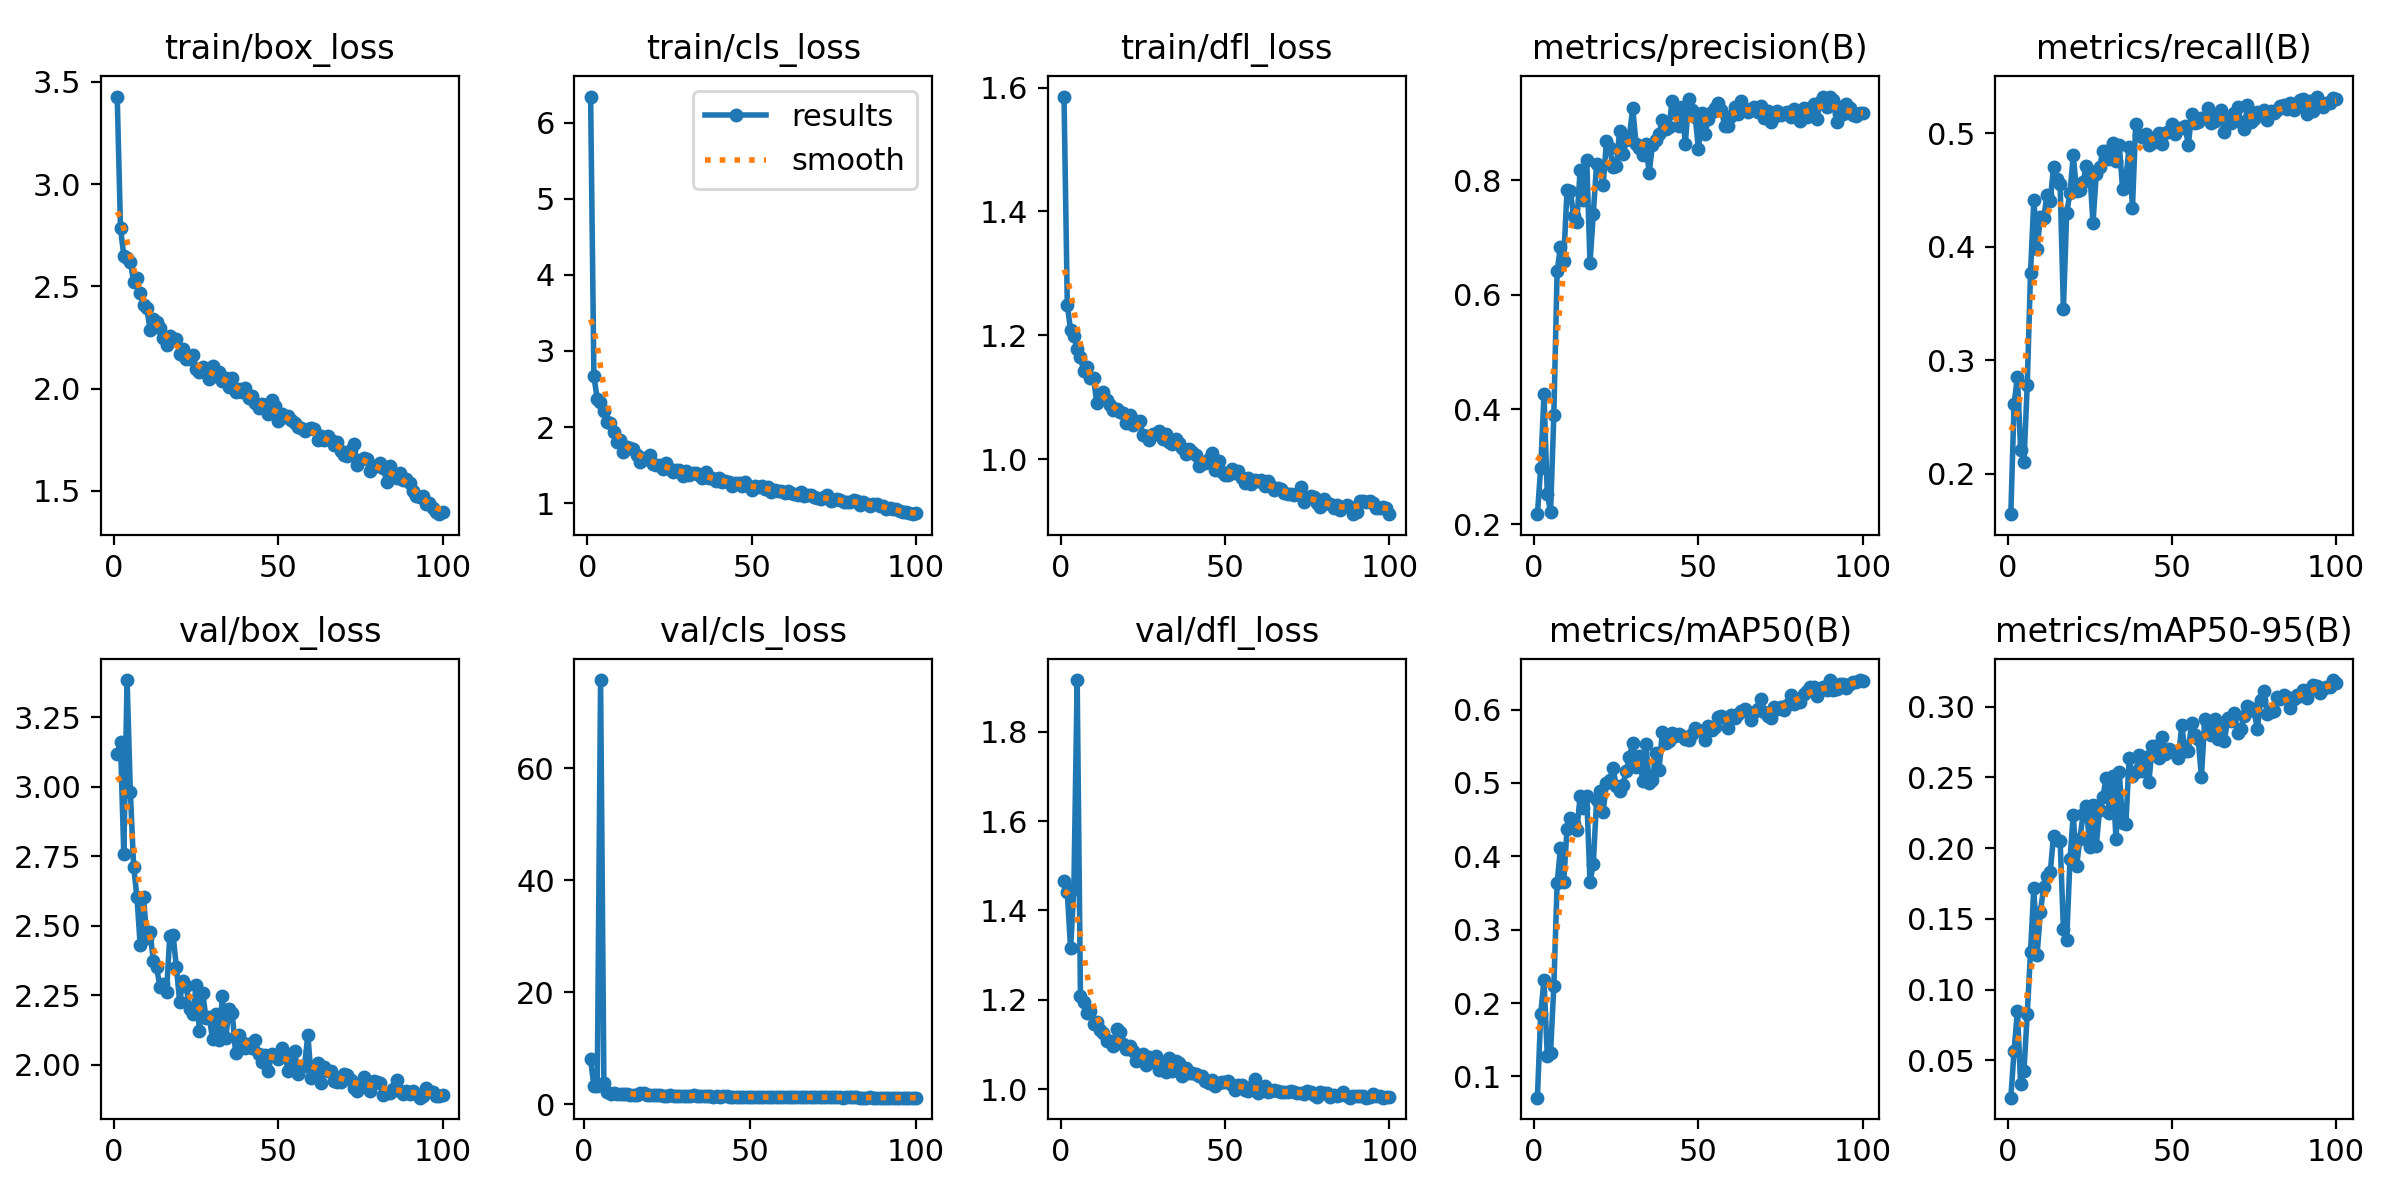 train/box_loss
3.5
3.0
2.5
2.0
1.5
0 50 100
train/cls_loss
results
smooth
6
5
4
3
2
1
0 50 100
train/dfl_loss
1.6
1.4
1.2
1.0
0 50 100
metrics/precision(B)
0.8
0.6
0.4
0.2
0 50 100
metrics/recall(B)
0.5
0.4
0.3
0.2
0 50 100
val/box_loss
3.25
3.00
2.75
2.50
2.25
2.00
0 50 100
val/cls_loss
60
40
20
0
0 50 100
val/dfl_loss
1.8
1.6
1.4
1.2
1.0
0 50 100
metrics/mAP50(B)
0.6
0.5
0.4
0.3
0.2
0.1
0 50 100
metrics/mAP50-95(B)
0.30
0.25
0.20
0.15
0.10
0.05
0 50 100